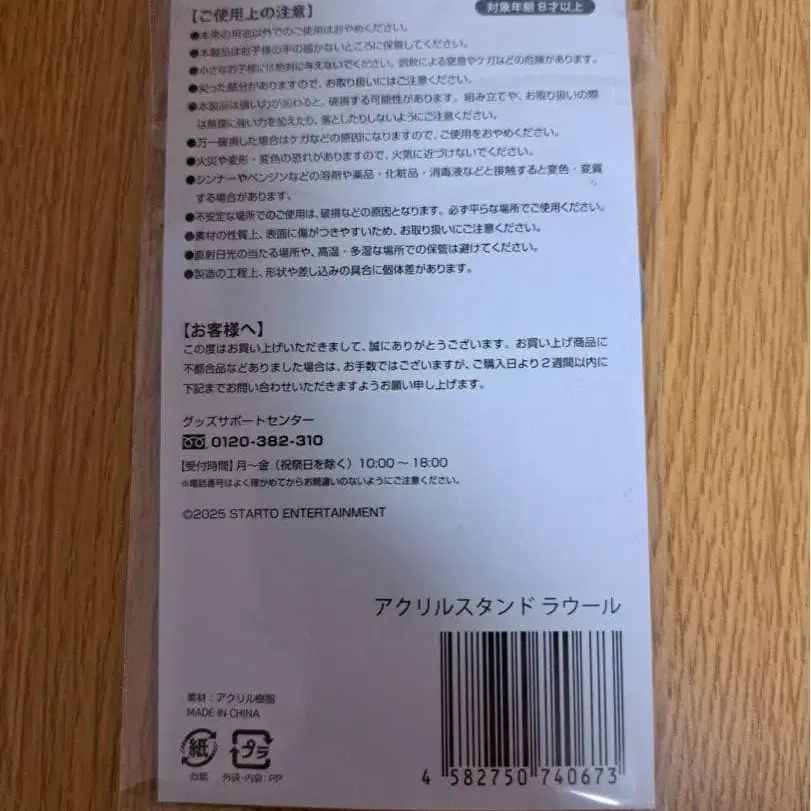 【ご使用上の注意】
対象年齢 8才以上
●本来の用途以外でのご使用はおやめください。
●本製品はお子様の手の届かないところに保管してください。
●小さなお子様には絶対に与えないでください。誤飲による窒息やケガなどの危険があります。
●尖った部分がありますので、お取り扱いにはご注意ください。
●本製品は強い力が加わると、破損する可能性があります。組み立てや、お取り扱いの際
は無理に強い力を加えたり、落としたりしないようにご注意ください。
●万一破損した場合はケガなどの原因になりますので、ご使用をおやめください。
●火災や変形・変色の恐れがありますので、火気に近づけないでください。
●シンナーやベンジンなどの溶剤や薬品・化粧品・消毒液などと接触すると変色・変質
する場合があります。
●不安定な場所でのご使用は、破損などの原因となります。必ず平らな場所でご使用ください。
●素材の性質上、表面に傷がつきやすいため、お取り扱いにご注意ください。
●直射日光の当たる場所や、高温・多湿な場所での保管は避けてください。
●製造の工程上、形状や差し込みの具合に個体差があります。
【お客様へ】
この度はお買い上げいただきまして、誠にありがとうございます。お買い上げ商品に
不都合品などありました場合は、お手数ではございますが、ご購入日より2週間以内に
下記までお問い合わせいただきますようお願い申し上げます。
グッズサポートセンター
0120-382-310
【受付時間】月〜金（祝祭日を除く）10:00〜18:00
※電話番号はよく確かめてからお間違いのないようにご注意ください。
©2025 STARTO ENTERTAINMENT
アクリルスタンド ラウール
素材：アクリル樹脂
MADE IN CHINA
紙
プラ
台紙
外袋・内袋：PP
4 582750 740673